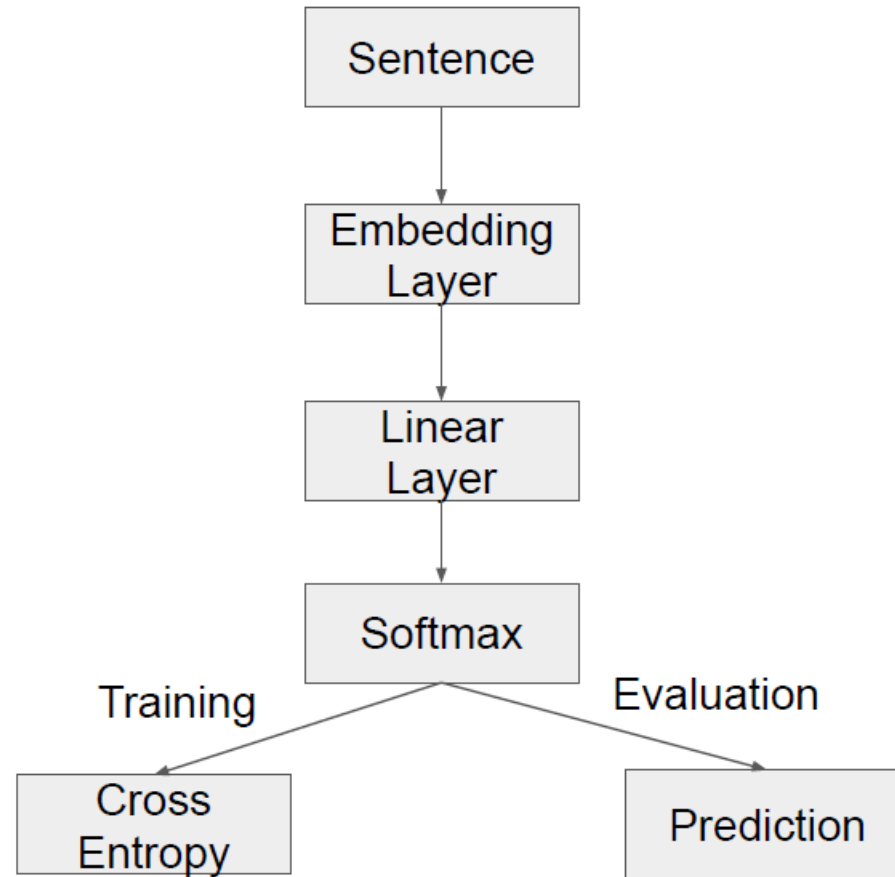 Sentence
Embedding
Layer
Linear
Layer
Softmax
Training
Evaluation
Cross
Entropy
Prediction